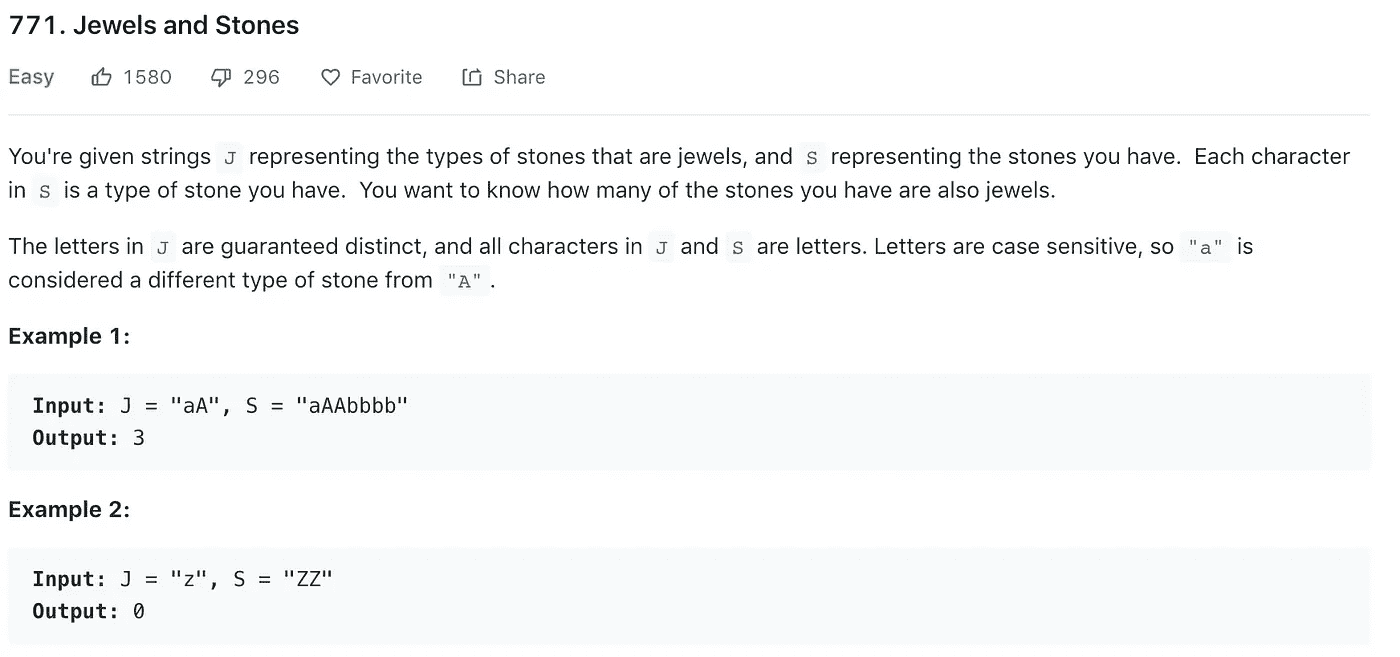 771. Jewels and Stones
Easy 1580 296 Favorite Share
You're given strings J representing the types of stones that are jewels, and S representing the stones you have. Each character
in S is a type of stone you have. You want to know how many of the stones you have are also jewels.
The letters in J are guaranteed distinct, and all characters in J and S are letters. Letters are case sensitive, so "a" is
considered a different type of stone from "A" .
Example 1:
Input: J = "aA", S = "aAAbbbb"
Output: 3
Example 2:
Input: J = "z", S = "ZZ"
Output: 0